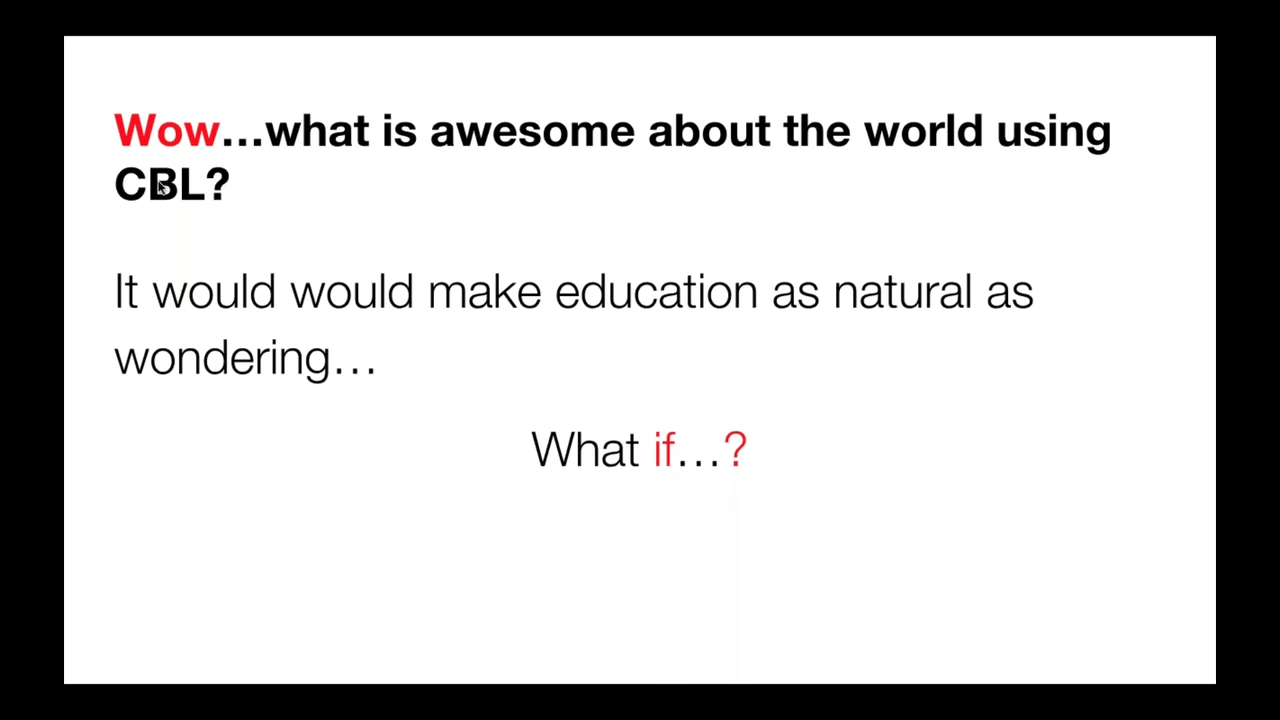 Wow...what is awesome about the world using
CBL?
It would would make education as natural as
wondering...
What if...?